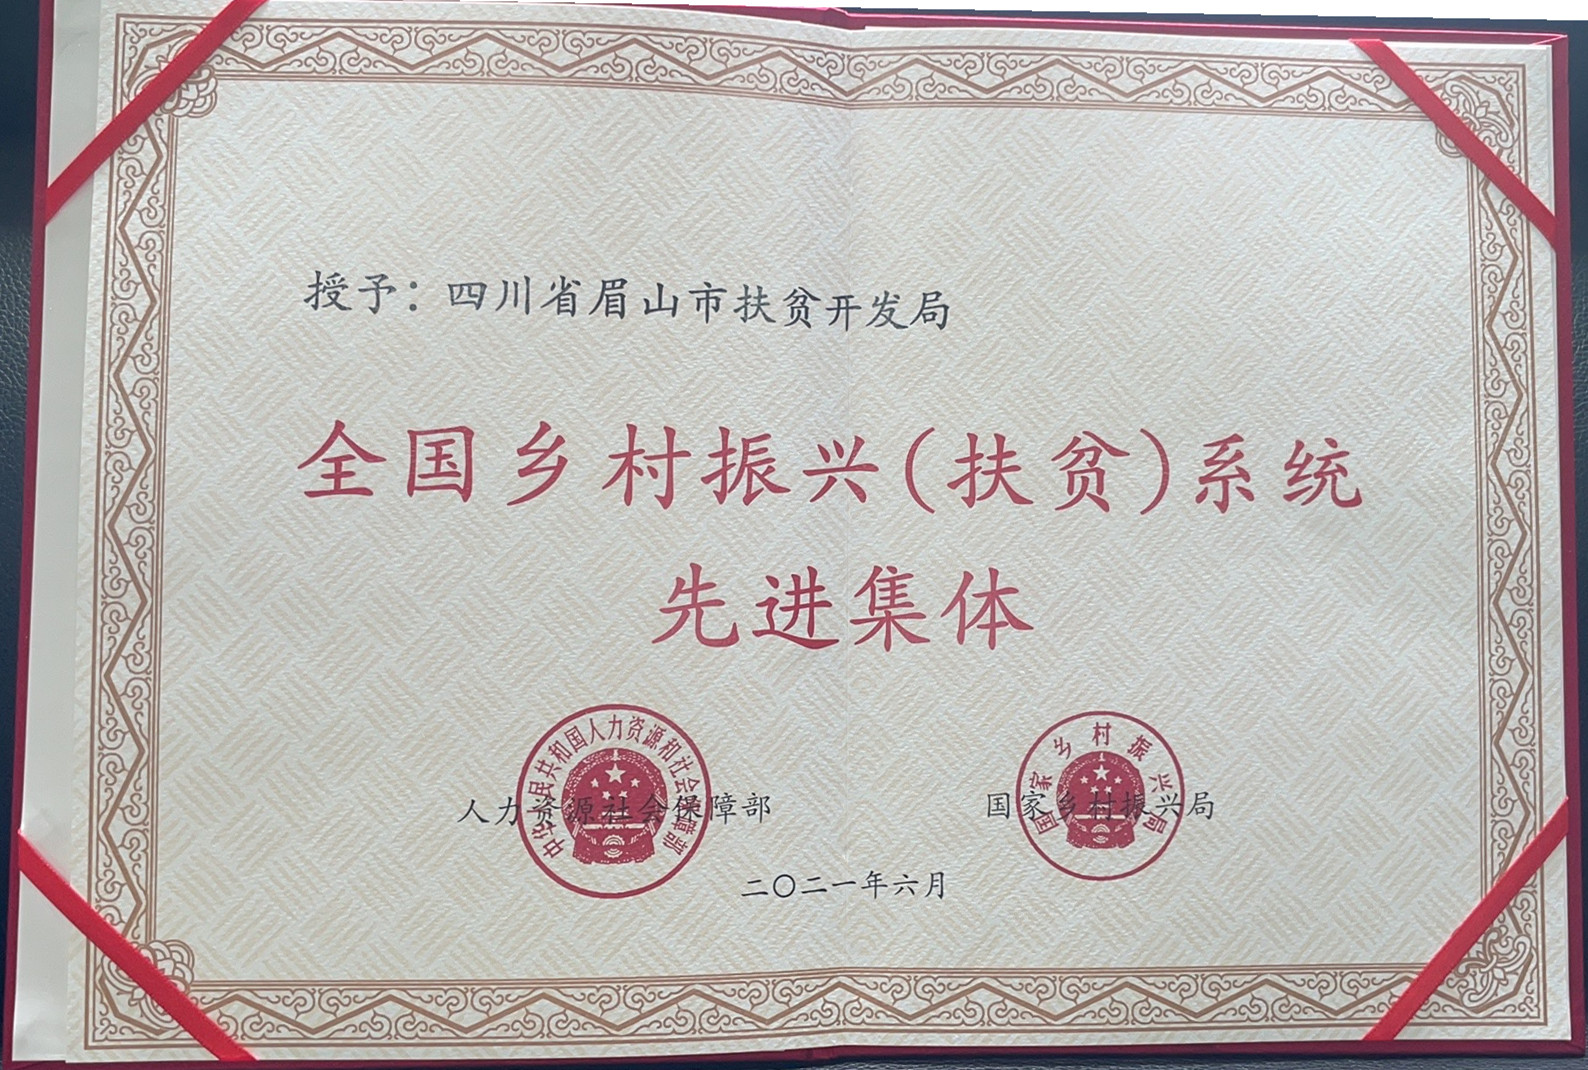 授予：四川省眉山市扶贫开发局
全国乡村振兴(扶贫)系统
先进集体
中华人民共和国人力资源和社会保障部
人力资源社会保障部
国家乡村振兴局
国家乡村振兴局
二〇二一年六月